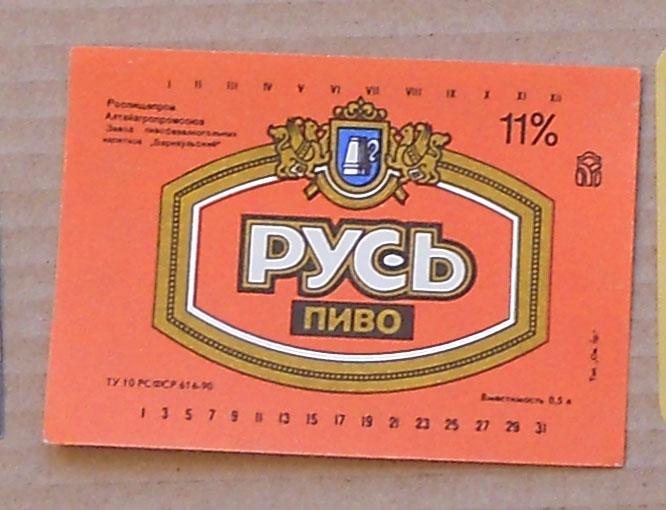 I II III IV V VI VII VIII IX X XI XII
Роспищепром
Алтайагропромсоюз
Завод пивобезалкогольных
напитков „Барнаульский“
11%
РУСЬ
ПИВО
ТУ 10 РСФСР 616-90
Вместимость 0,5 л
1 3 5 7 9 11 13 15 17 19 21 23 25 27 29 31